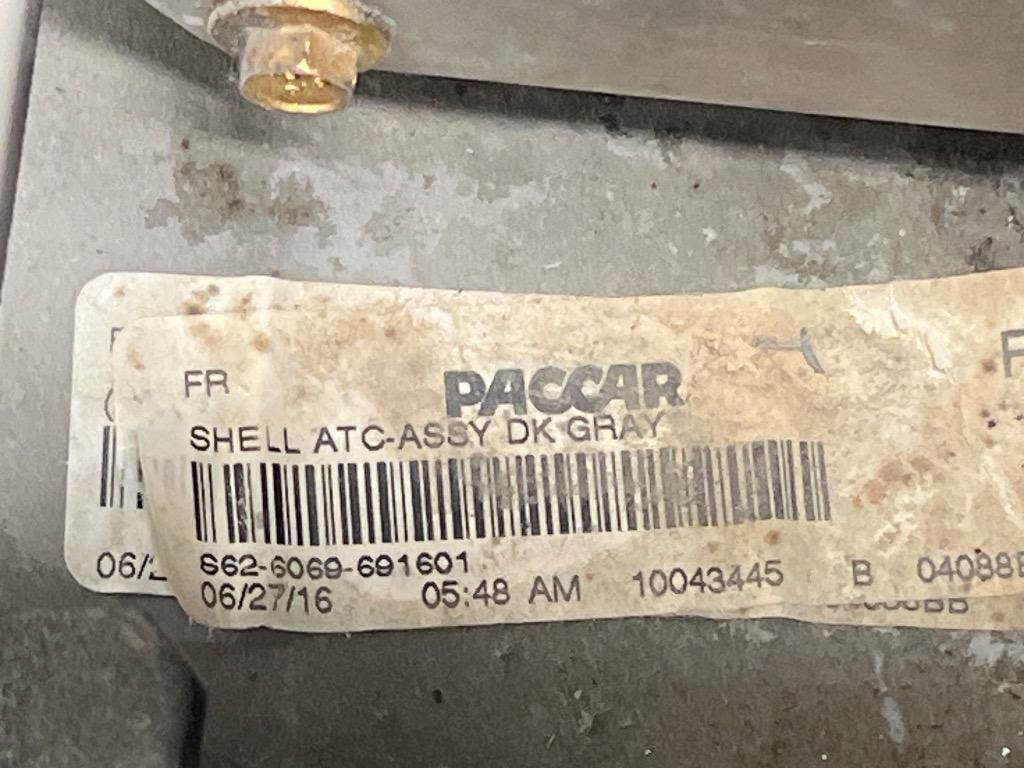 FR
PACCAR
SHELL ATC-ASSY DK GRAY
S62-6069-691601
06/27/16 05:48 AM 10043445 B